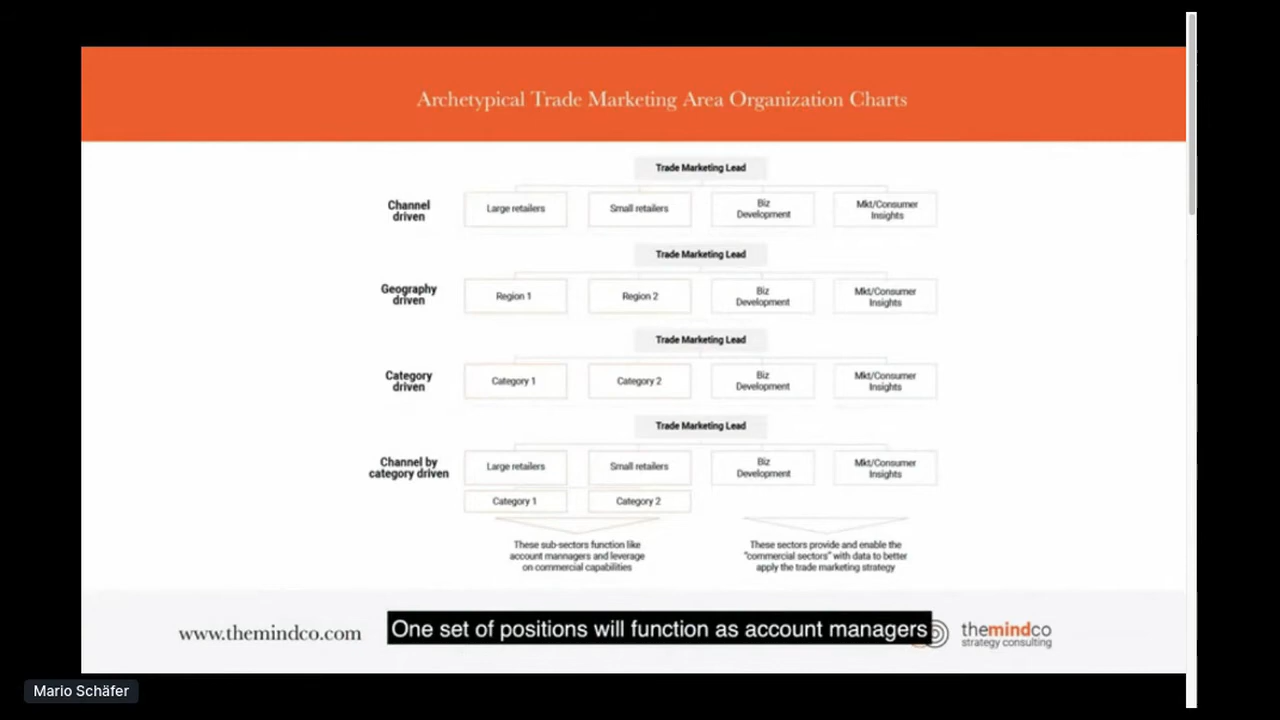 Archetypical Trade Marketing Area Organization Charts
Trade Marketing Lead
Channel
driven
Large retailers
Small retailers
Biz
Development
Mkt/Consumer
Insights
Trade Marketing Lead
Geography
driven
Region 1
Region 2
Biz
Development
Mkt/Consumer
Insights
Trade Marketing Lead
Category
driven
Category 1
Category 2
Biz
Development
Mkt/Consumer
Insights
Trade Marketing Lead
Channel by
category driven
Large retailers
Small retailers
Biz
Development
Mkt/Consumer
Insights
Category 1
Category 2
These sub-sectors function like
account mannagers and leverage
on commercial capabilities
These sectors provide and enable the
"commercial sectors" with data to better
apply the trade marketing strategy
www.themindco.com
One set of positions will function as account managers
themindco
strategy consulting
Mario Schäfer